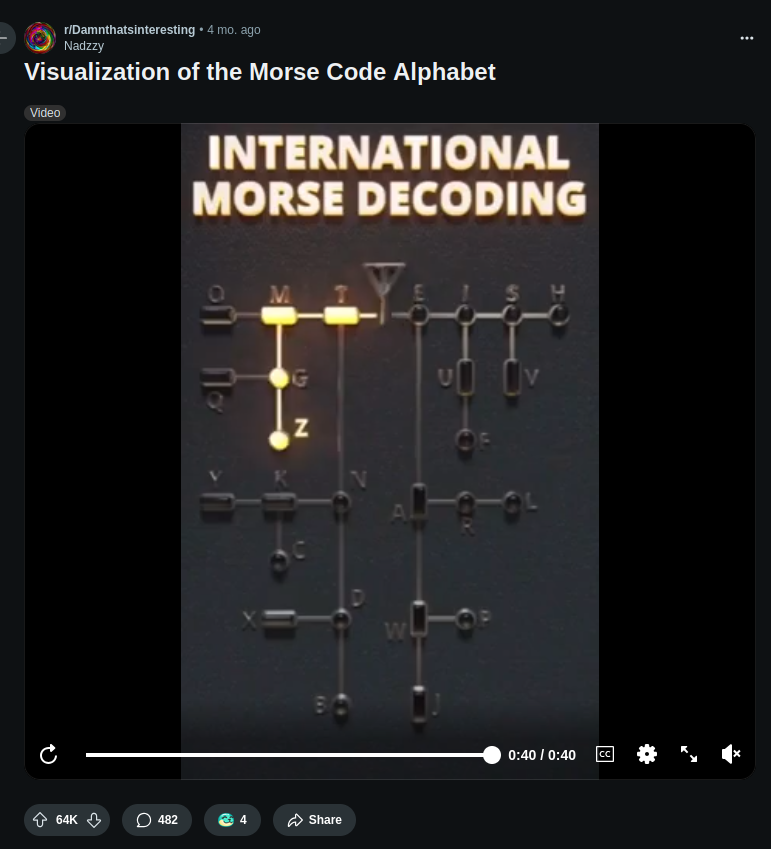 r/Damnthatsinteresting • 4 mo. ago
Nadzzy
Visualization of the Morse Code Alphabet
Video
INTERNATIONAL
MORSE DECODING
O M T E I S H
Q G U V
Z F
Y K N A R L
C
X D W P
B J
0:40 / 0:40 CC
64K 482 4 Share